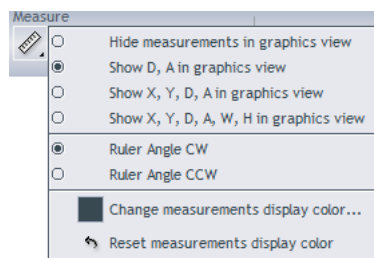 Measure
Hide measurements in graphics view
Show D, A in graphics view
Show X, Y, D, A in graphics view
Show X, Y, D, A, W, H in graphics view
Ruler Angle CW
Ruler Angle CCW
Change measurements display color...
Reset measurements display color